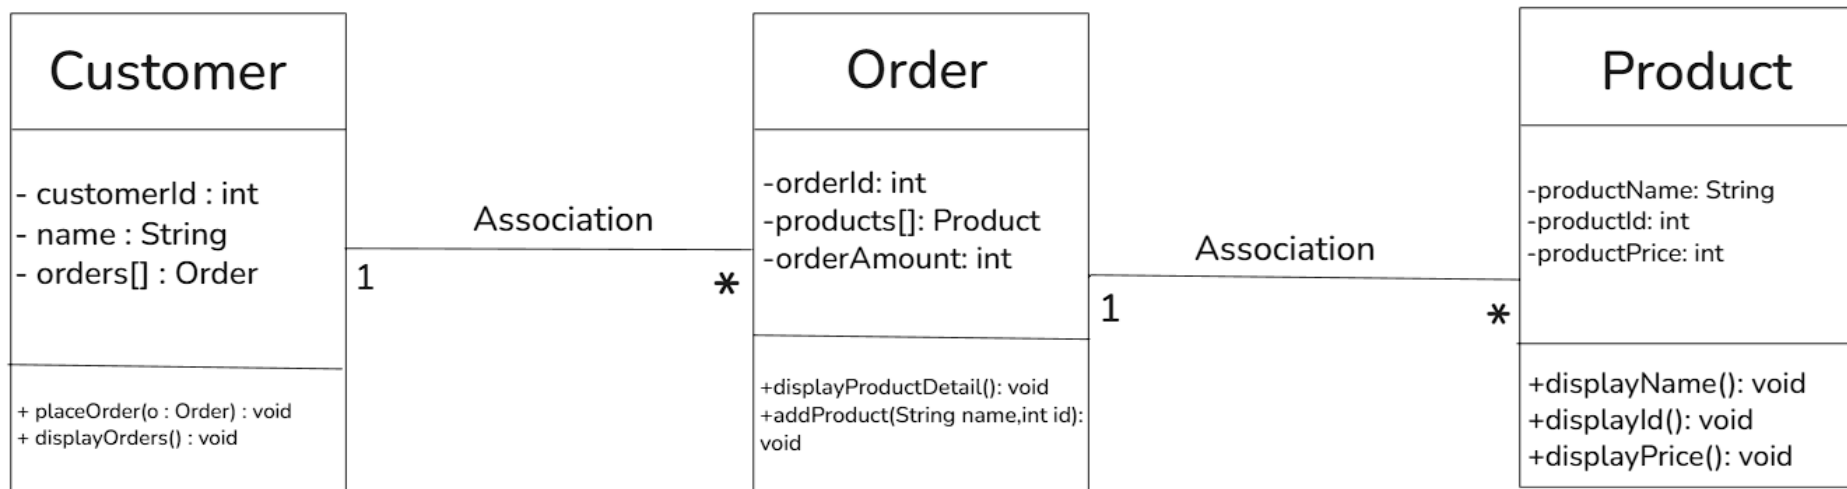 Customer
- customerId : int
- name : String
- orders[] : Order
+ placeOrder(o : Order) : void
+ displayOrders() : void
Association
1
*
Order
-orderId: int
-products[]: Product
-orderAmount: int
+displayProductDetail(): void
+addProduct(String name,int id):
void
Association
1
*
Product
-productName: String
-productId: int
-productPrice: int
+displayName(): void
+displayId(): void
+displayPrice(): void